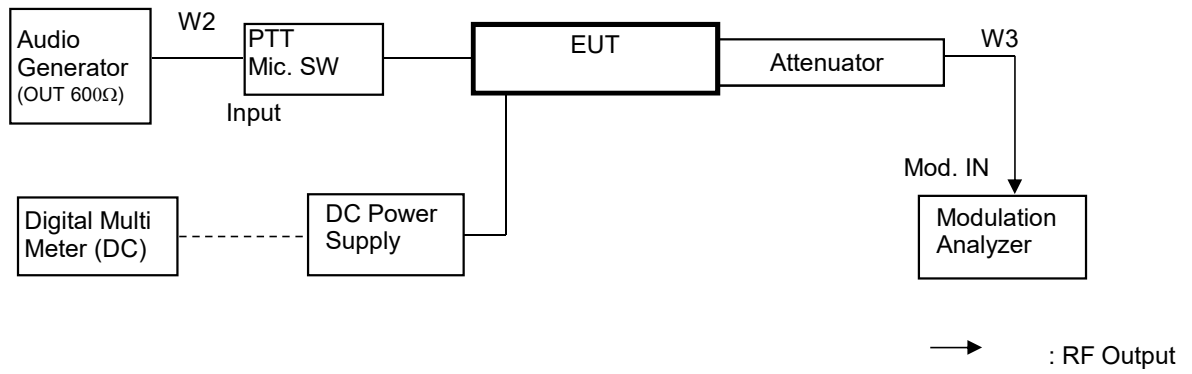 W2
Audio
Generator
(OUT 600Ω)
PTT
Mic. SW
Input
EUT
Attenuator
W3
Mod. IN
Digital Multi
Meter (DC)
DC Power
Supply
Modulation
Analyzer
: RF Output